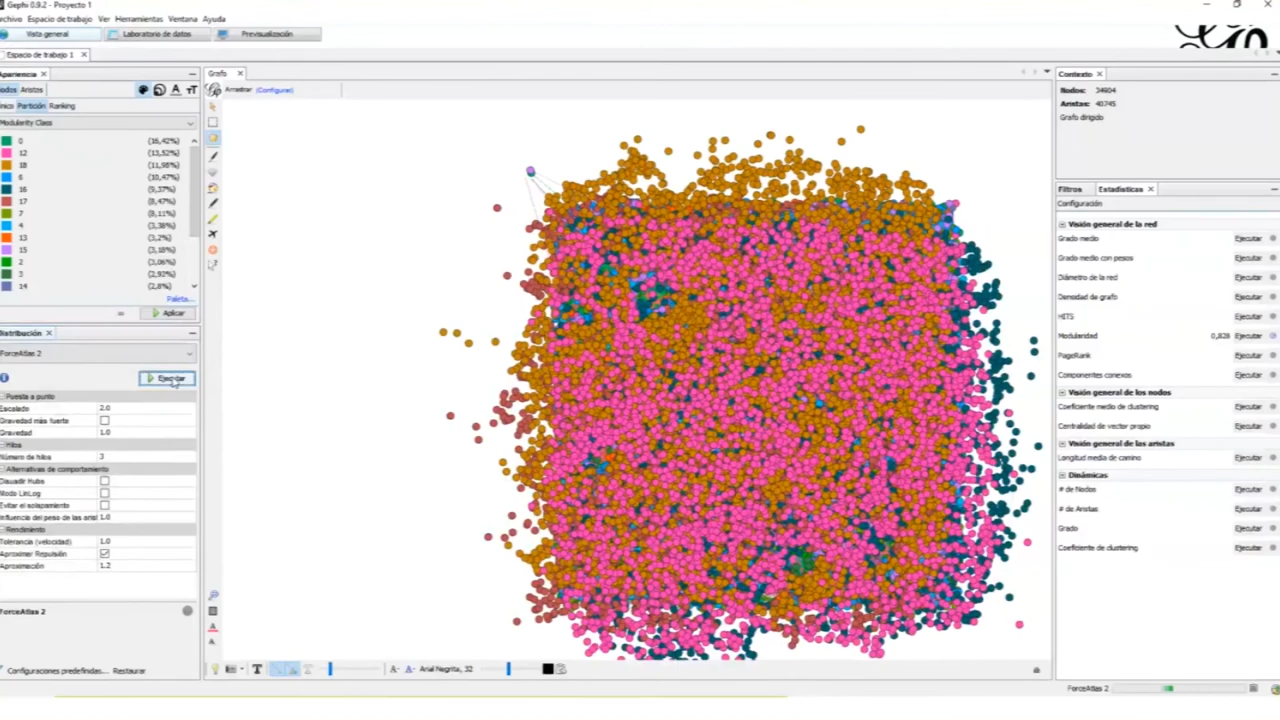 Gephi 0.9.2 - Proyecto 1
Archivo Espacio de trabajo Ver Herramientas Ventana Ayuda
Vista general Laboratorio de datos Previsualización
Espacio de trabajo 1
Apariencia
Nodos Aristas
Único Partición Ranking
Modularity Class
0 (16,42%)
12 (13,52%)
18 (11,98%)
6 (10,47%)
16 (9,37%)
17 (8,47%)
7 (8,11%)
4 (3,38%)
13 (3,2%)
15 (3,18%)
2 (3,06%)
3 (2,92%)
14 (2,8%)
Paleta...
Aplicar
Distribución
ForceAtlas 2
Ejecutar
Puesta a punto
Escalado 2.0
Gravedad más fuerte
Gravedad 1.0
Hilos
Número de hilos 3
Alternativas de comportamiento
Disuadir Hubs
Modo LinLog
Evitar el solapamiento
Influencia del peso de las arist 1.0
Rendimiento
Tolerancia (velocidad) 1.0
Aproximar Repulsión
Aproximación 1.2
ForceAtlas 2
Configuraciones predefinidas... Restaurar
Grafo
Arrastrar (Configurar)
T A- A- Arial Negrita, 32
Contexto
Nodos: 34604
Aristas: 40745
Grafo dirigido
Filtros Estadísticas
Configuración
Visión general de la red
Grado medio Ejecutar
Grado medio con pesos Ejecutar
Diámetro de la red Ejecutar
Densidad de grafo Ejecutar
HITS Ejecutar
Modularidad 0,826 Ejecutar
PageRank Ejecutar
Componentes conexos Ejecutar
Visión general de los nodos
Coeficiente medio de clustering Ejecutar
Centralidad de vector propio Ejecutar
Visión general de las aristas
Longitud media de camino Ejecutar
Dinámicas
# de Nodos Ejecutar
# de Aristas Ejecutar
Grado Ejecutar
Coeficiente de clustering Ejecutar
ForceAtlas 2